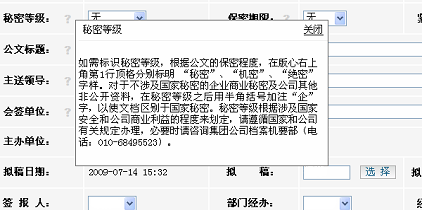 秘密等级： ? 无 保密期限： ? 无
秘密等级 关闭
公文标题： ?
如需标识秘密等级，根据公文的保密程度，在版心右上
角第1行顶格分别标明 “秘密”、“机密”、“绝密”
字样。对于不涉及国家秘密的企业商业秘密及公司其他
非公开资料，在秘密等级之后用半角括号加注“企”
字，以使文档区别于国家秘密。秘密等级根据涉及国家
安全和公司商业利益的程度来划定，请遵循国家和公司
有关规定办理，必要时请咨询集团公司档案机要部（电
话：010-68495523）。
主送领导： ?
会签单位： ?
主办单位：
拟稿日期： 2009-07-14 15:32 拟 稿： 选 择
签 报 人： 部门经办：